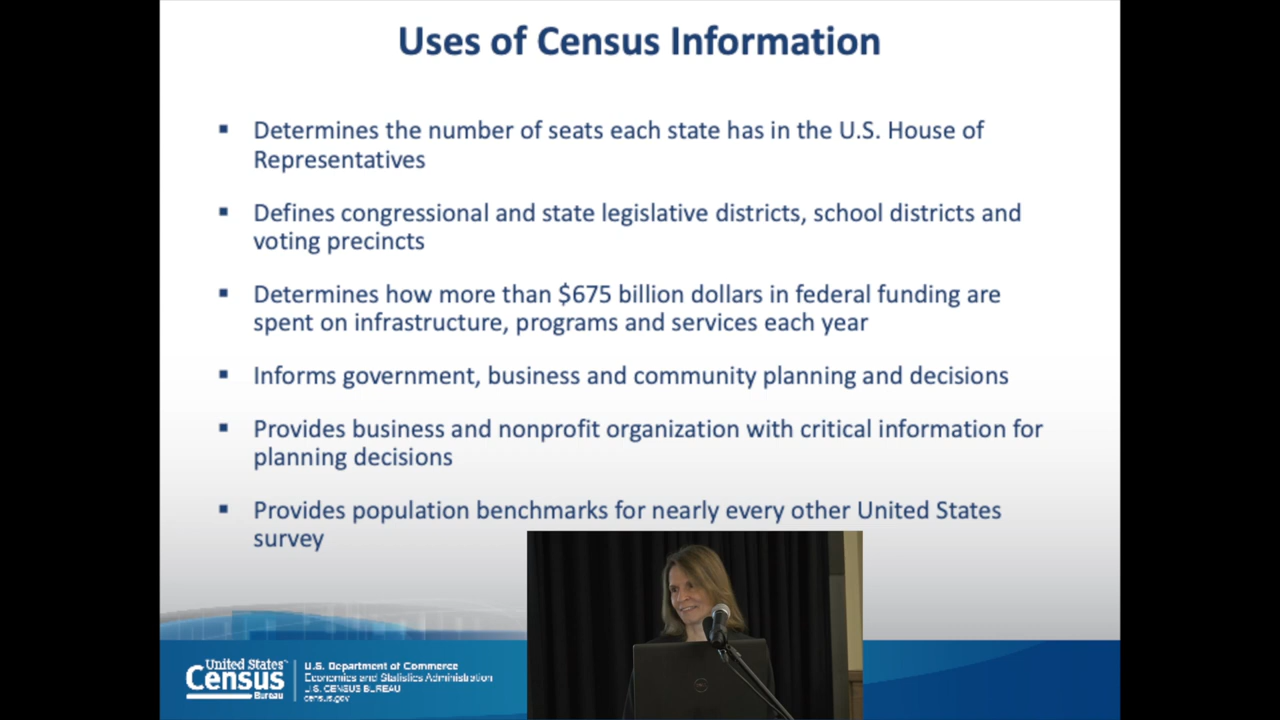 Uses of Census Information
▪ Determines the number of seats each state has in the U.S. House of
Representatives
▪ Defines congressional and state legislative districts, school districts and
voting precincts
▪ Determines how more than $675 billion dollars in federal funding are
spent on infrastructure, programs and services each year
▪ Informs government, business and community planning and decisions
▪ Provides business and nonprofit organization with critical information for
planning decisions
▪ Provides population benchmarks for nearly every other United States
survey
United States
Census
Bureau
U.S. Department of Commerce
Economics and Statistics Administration
U.S. CENSUS BUREAU
census.gov